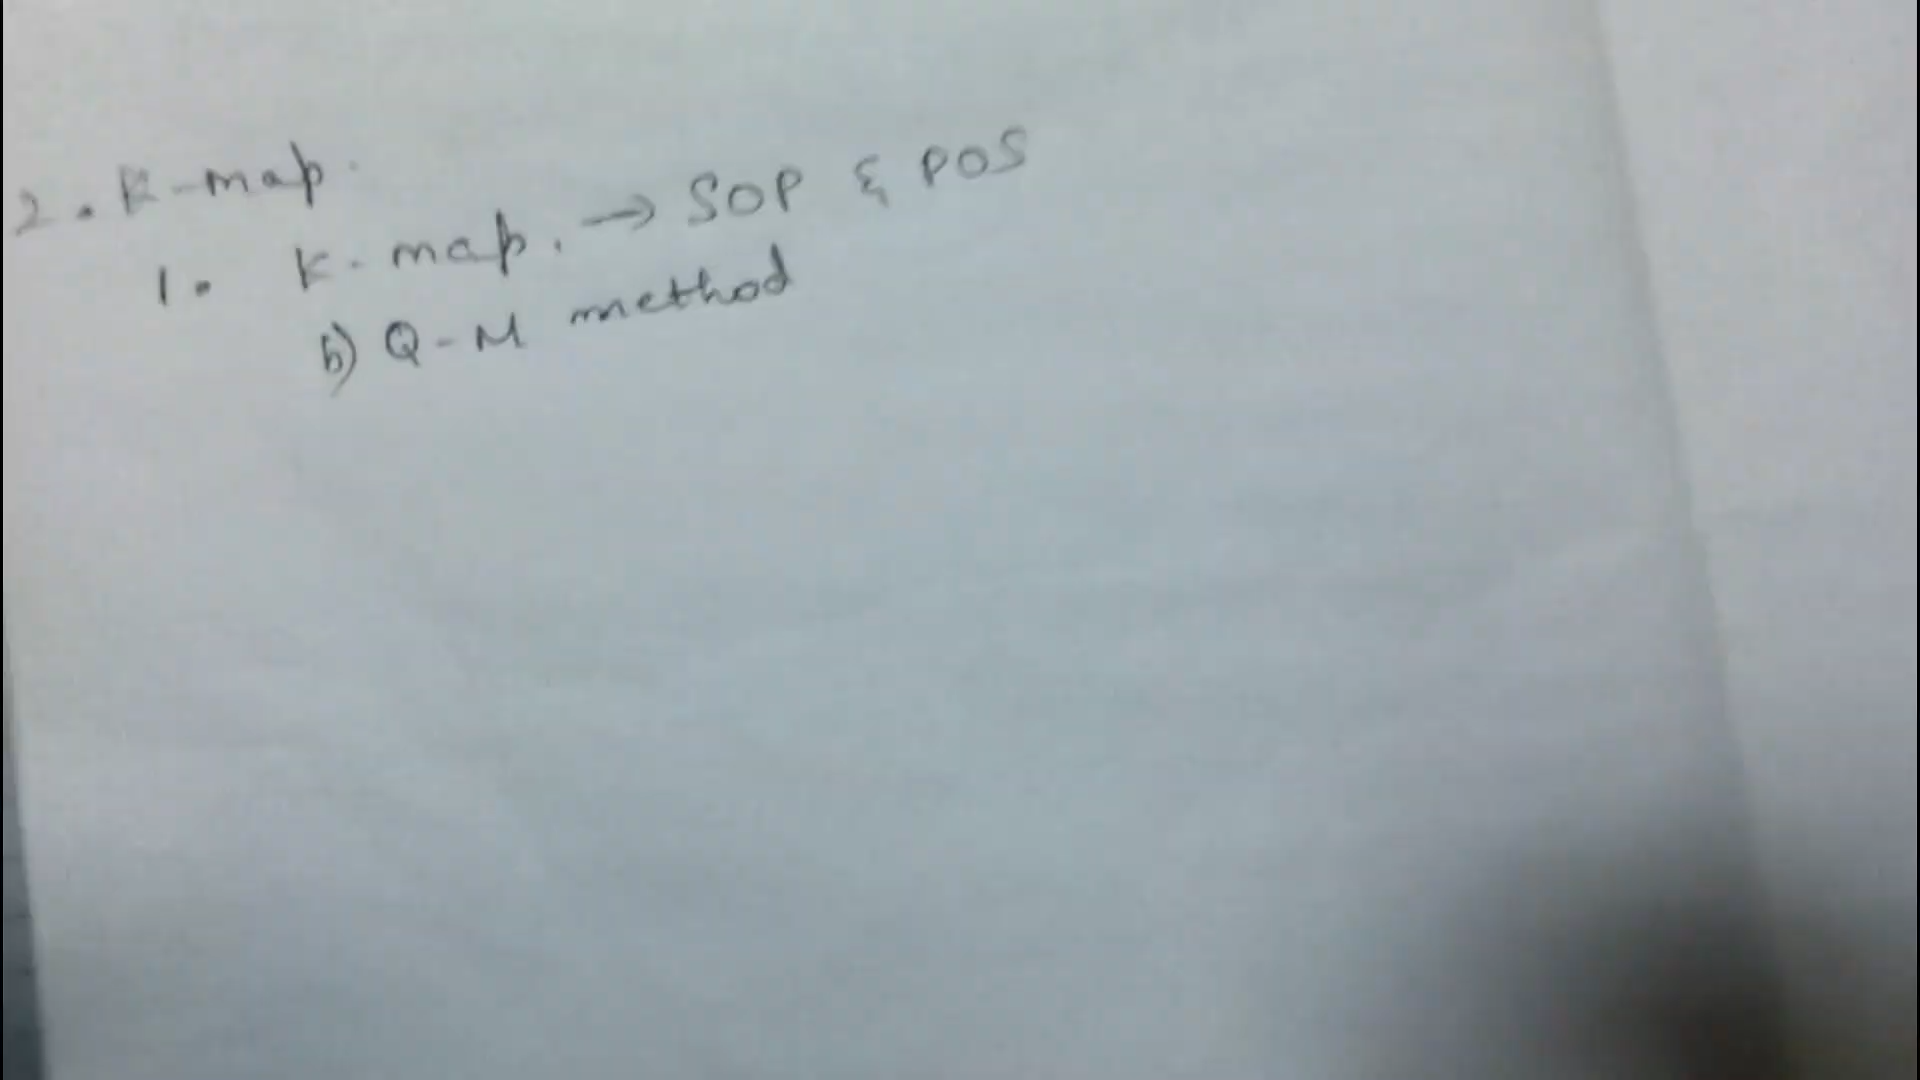 2. K-map.
1. K-map. → SOP & POS
b) Q-M method